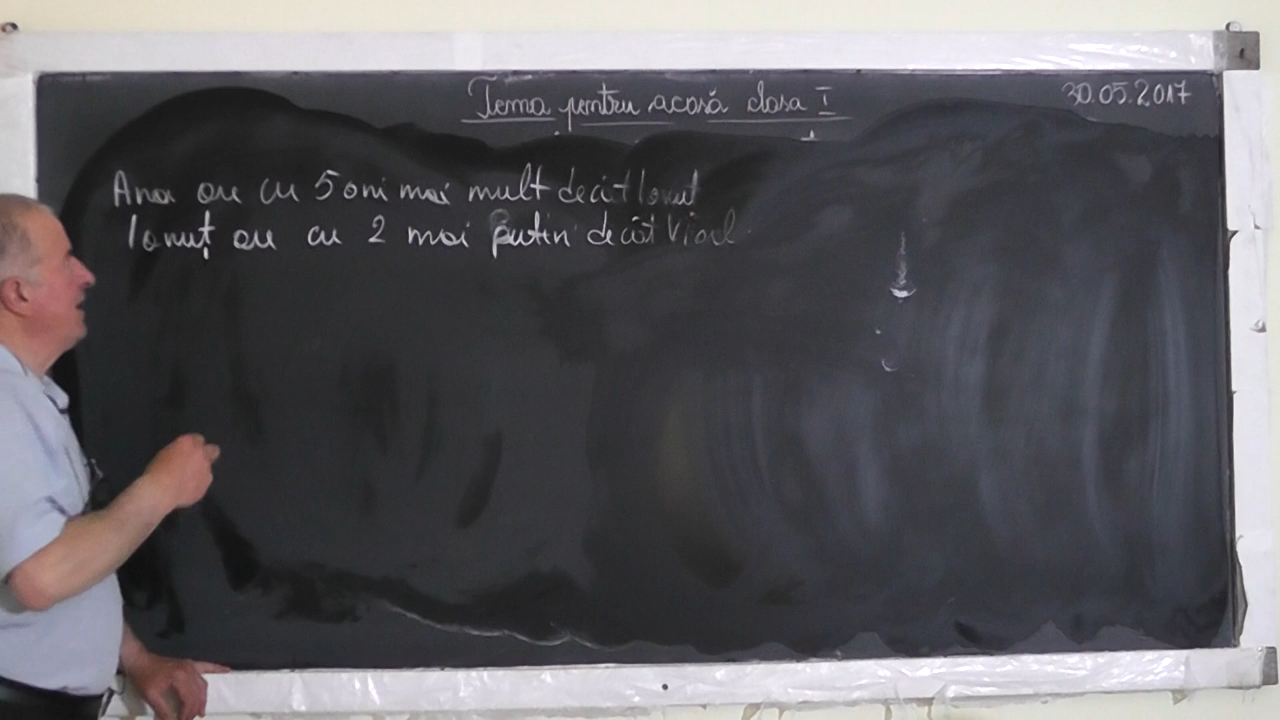 Tema pentru acasă clasa I
30.05.2017
Ana are cu 5 ani mai mult decât Ionuț
Ionuț are cu 2 mai puțin decât Viorel